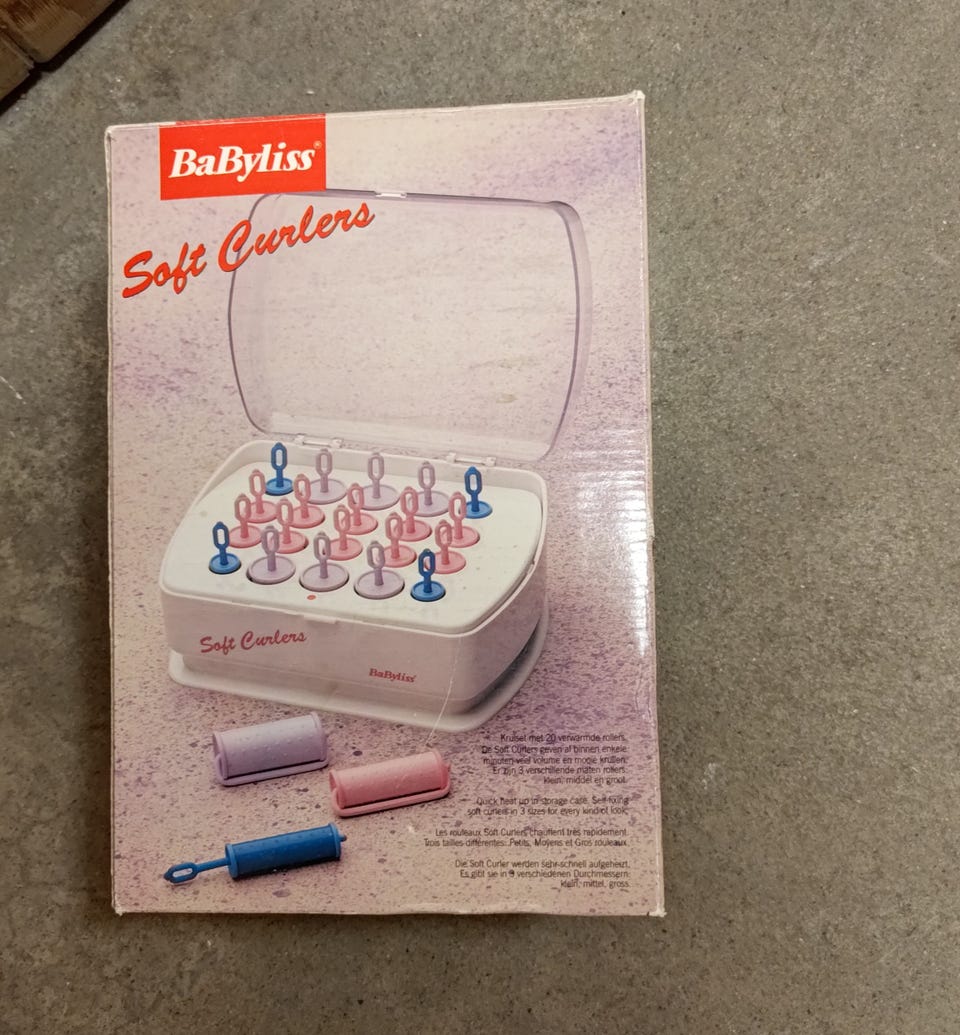 BaByliss®
Soft Curlers
Soft Curlers
BaByliss®
Krulset met 20 verwarmde rollers.
De Soft Curlers geven al binnen enkele
minuten veel volume en mooie krullen.
Er zijn 3 verschillende maten rollers:
klein, middel en groot.
Quick heat up in storage case. Self-fixing
soft curlers in 3 sizes for every kind of look.
Les rouleaux Soft Curlers chauffent très rapidement.
Trois tailles différentes: Petits, Moyens et Gros rouleaux.
Die Soft Curler werden sehr schnell aufgeheizt.
Es gibt sie in 3 verschiedenen Durchmessern:
klein, mittel, gross.